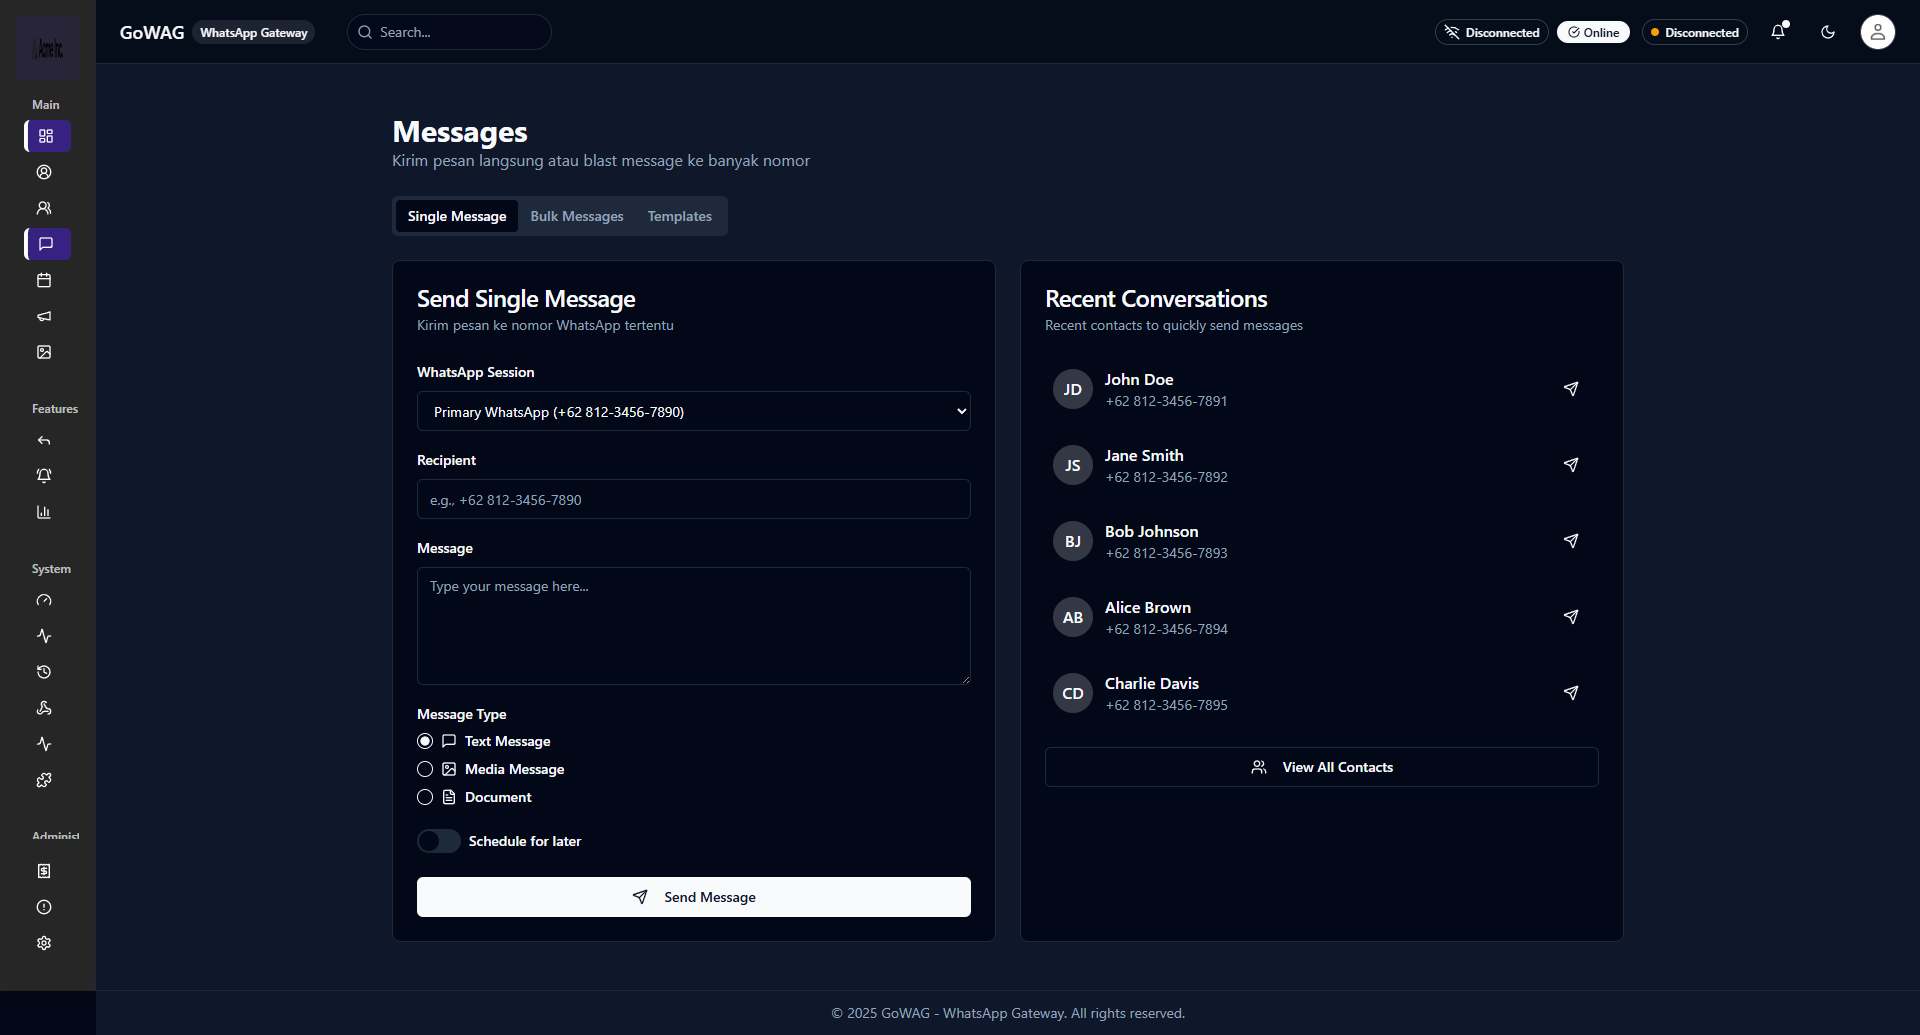 Acme Inc.
GoWAG
WhatsApp Gateway
Search...
Disconnected
Online
Disconnected
Main
Features
System
Administ
Messages
Kirim pesan langsung atau blast message ke banyak nomor
Single Message
Bulk Messages
Templates
Send Single Message
Kirim pesan ke nomor WhatsApp tertentu
WhatsApp Session
Primary WhatsApp (+62 812-3456-7890)
Recipient
e.g., +62 812-3456-7890
Message
Type your message here...
Message Type
Text Message
Media Message
Document
Schedule for later
Send Message
Recent Conversations
Recent contacts to quickly send messages
JD
John Doe
+62 812-3456-7891
JS
Jane Smith
+62 812-3456-7892
BJ
Bob Johnson
+62 812-3456-7893
AB
Alice Brown
+62 812-3456-7894
CD
Charlie Davis
+62 812-3456-7895
View All Contacts
© 2025 GoWAG - WhatsApp Gateway. All rights reserved.